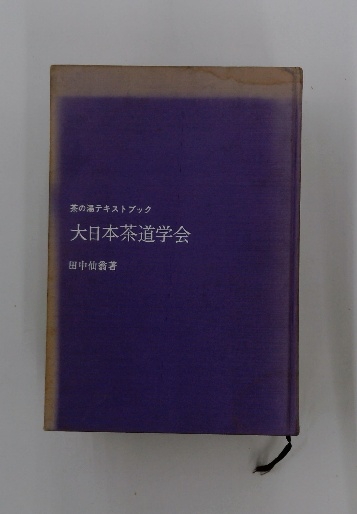 茶の湯テキストブック
大日本茶道学会
田中仙翁著